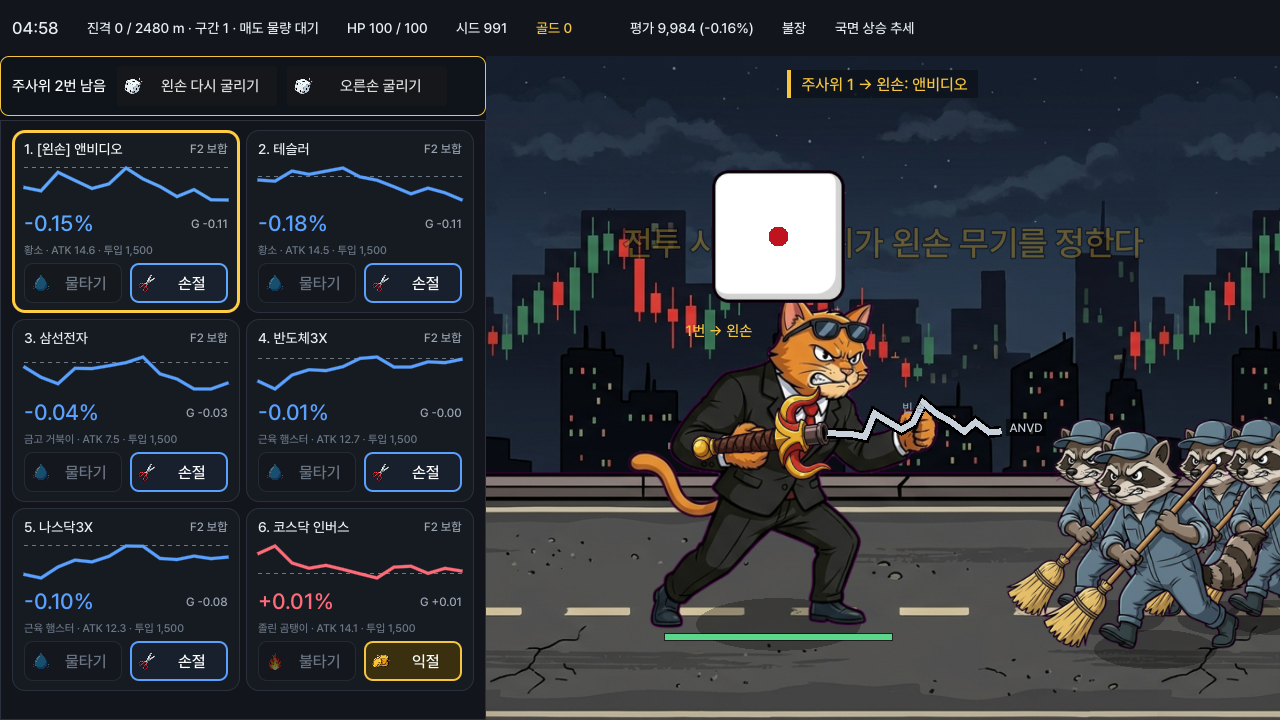 04:58 진격 0 / 2480 m · 구간 1 · 매도 물량 대기 HP 100 / 100 시드 991 골드 0 평가 9,984 (-0.16%) 불장 국면 상승 추세
주사위 2번 남음 왼손 다시 굴리기 오른손 굴리기
1. [왼손] 앤비디오 F2 보합
-0.15% G -0.11
황소 · ATK 14.6 · 투입 1,500
물타기 손절
2. 테슬러 F2 보합
-0.18% G -0.11
황소 · ATK 14.5 · 투입 1,500
물타기 손절
3. 삼선전자 F2 보합
-0.04% G -0.03
금고 거북이 · ATK 7.5 · 투입 1,500
물타기 손절
4. 반도체3X F2 보합
-0.01% G -0.00
근육 햄스터 · ATK 12.7 · 투입 1,500
물타기 손절
5. 나스닥3X F2 보합
-0.10% G -0.08
근육 햄스터 · ATK 12.3 · 투입 1,500
물타기 손절
6. 코스닥 인버스 F2 보합
+0.01% G +0.01
졸린 곰탱이 · ATK 14.1 · 투입 1,500
불타기 익절
주사위 1 → 왼손: 앤비디오
전투 가 왼손 무기를 정한다
1번 → 왼손
ANVD